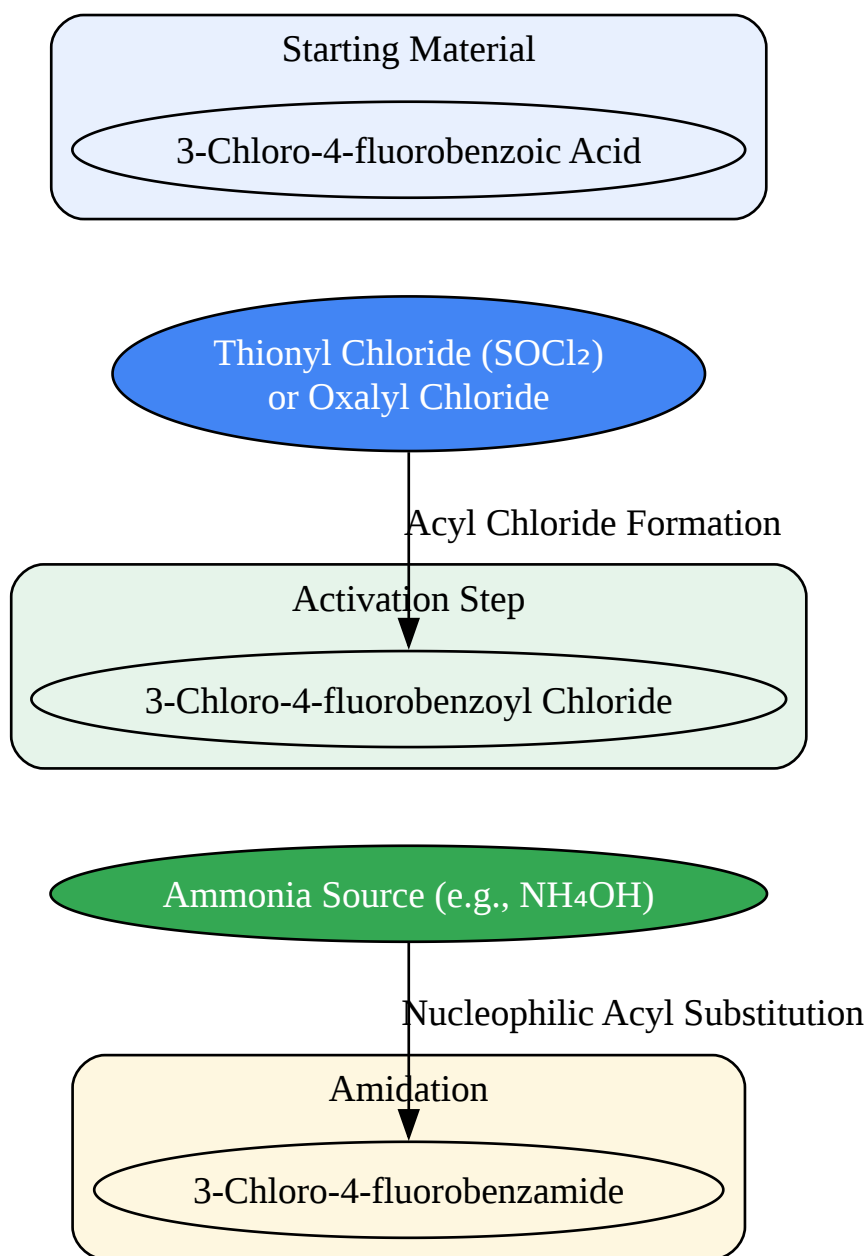 Starting Material
3-Chloro-4-fluorobenzoic Acid
Thionyl Chloride (SOCl₂)
or Oxalyl Chloride
Acyl Chloride Formation
Activation Step
3-Chloro-4-fluorobenzoyl Chloride
Ammonia Source (e.g., NH₄OH)
Nucleophilic Acyl Substitution
Amidation
3-Chloro-4-fluorobenzamide